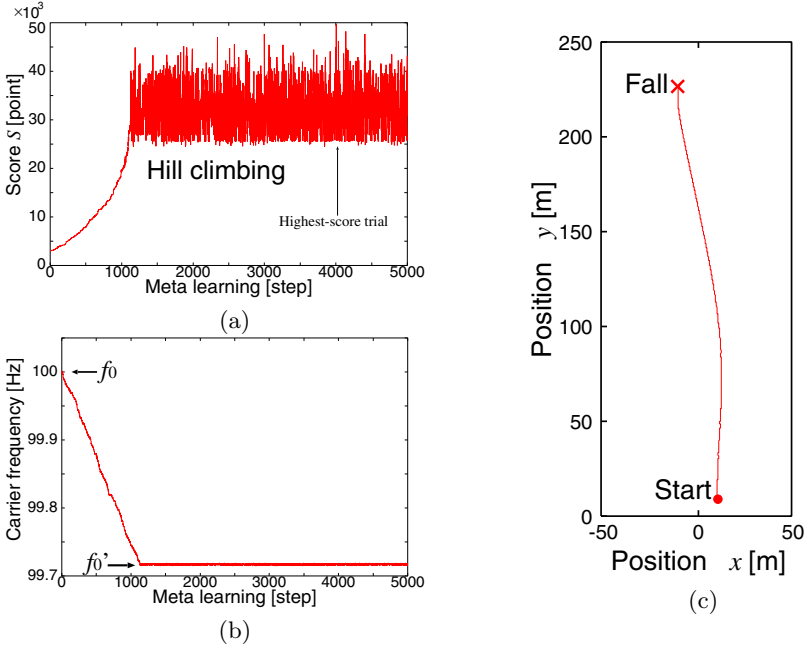 ×10³
50
40
30
20
10
0
Score S [point]
Hill climbing
Highest-score trial
0 1000 2000 3000 4000 5000
Meta learning [step]
(a)
100
99.9
99.8
99.7
Carrier frequency [Hz]
f0
f0'
0 1000 2000 3000 4000 5000
Meta learning [step]
(b)
250
200
150
100
50
0
Position y [m]
Fall
Start
-50 0 50
Position x [m]
(c)